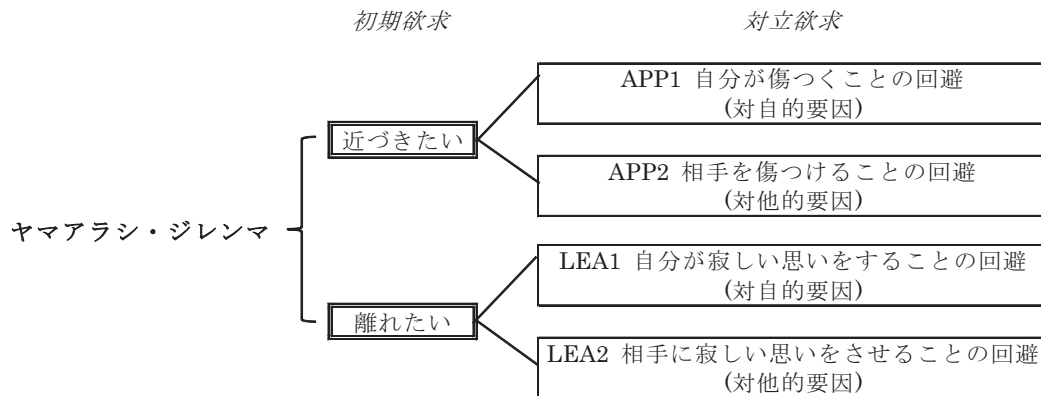 初期欲求
対立欲求
APP1 自分が傷つくことの回避
(対自的要因)
近づきたい
APP2 相手を傷つけることの回避
(対他的要因)
ヤマアラシ・ジレンマ
LEA1 自分が寂しい思いをすることの回避
(対自的要因)
離れたい
LEA2 相手に寂しい思いをさせることの回避
(対他的要因)